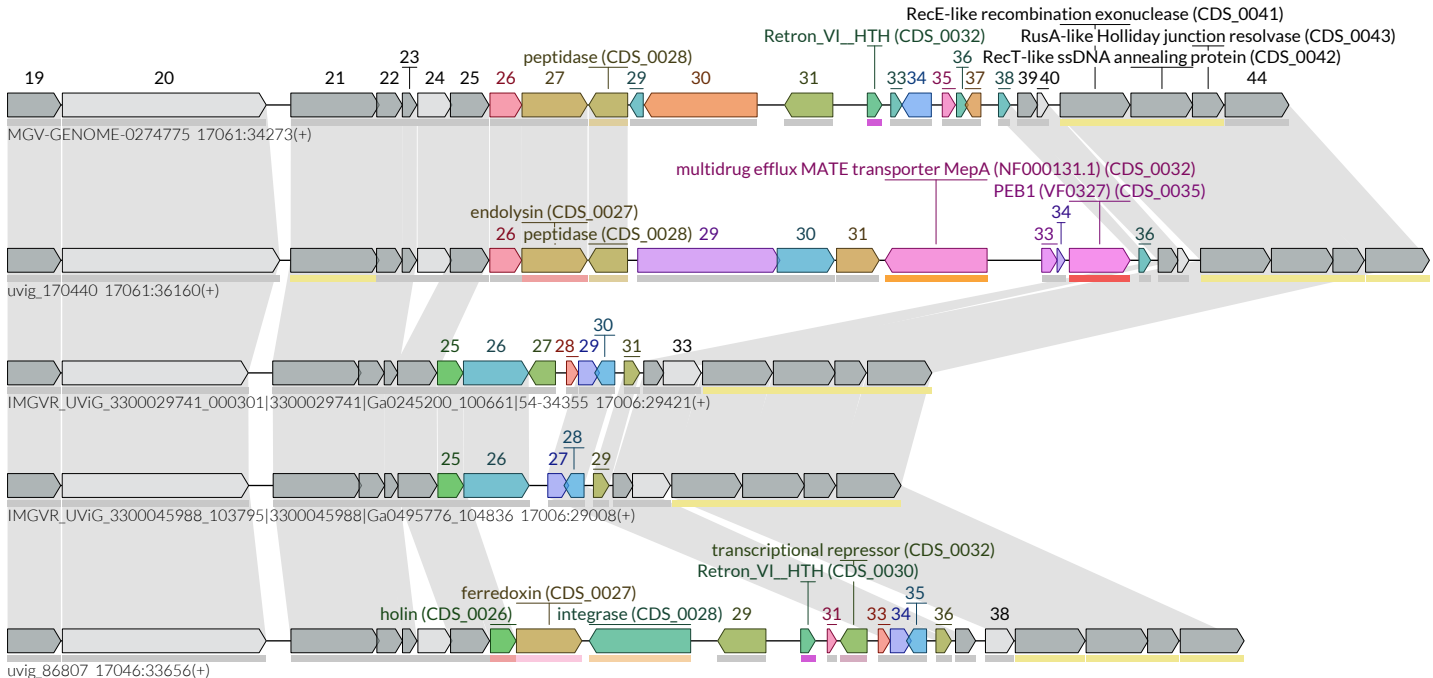 RecE-like recombination exonuclease (CDS_0041)
Retron_VI__HTH (CDS_0032) RusA-like Holliday junction resolvase (CDS_0043)
23 peptidase (CDS_0028) 36 RecT-like ssDNA annealing protein (CDS_0042)
19 20 21 22 24 25 26 27 29 30 31 33 34 35 37 38 39 40 44
MGV-GENOME-0274775 17061:34273(+)
multidrug efflux MATE transporter MepA (NF000131.1) (CDS_0032)
PEB1 (VF0327) (CDS_0035)
endolysin (CDS_0027) 34
26 peptidase (CDS_0028) 29 30 31 33 36
uvig_170440 17061:36160(+)
30
25 26 27 28 29 31 33
IMGVR_UViG_3300029741_000301|3300029741|Ga0245200_100661|54-34355 17006:29421(+)
28
25 26 27 29
IMGVR_UViG_3300045988_103795|3300045988|Ga0495776_104836 17006:29008(+)
transcriptional repressor (CDS_0032)
Retron_VI__HTH (CDS_0030)
ferredoxin (CDS_0027) 35
holin (CDS_0026) integrase (CDS_0028) 29 31 33 34 36 38
uvig_86807 17046:33656(+)